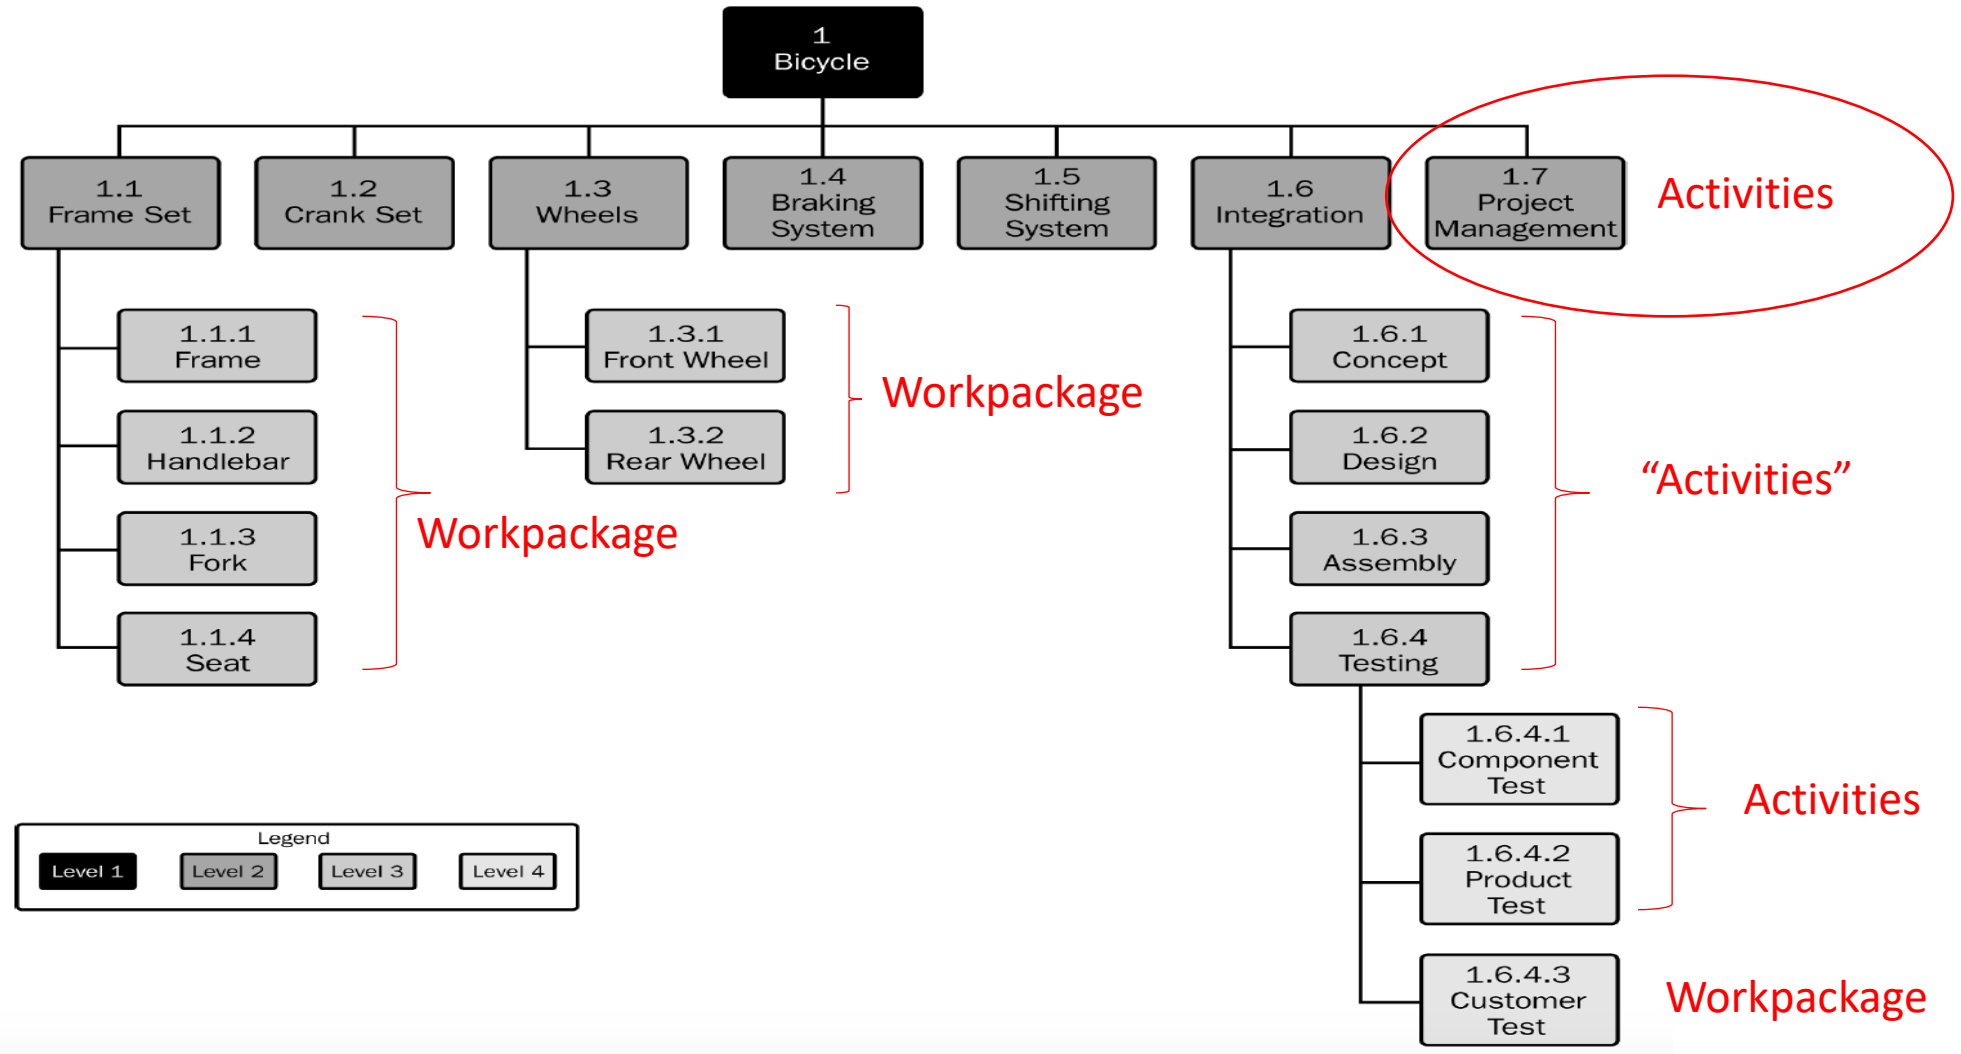 1
Bicycle
1.1
Frame Set
1.2
Crank Set
1.3
Wheels
1.4
Braking
System
1.5
Shifting
System
1.6
Integration
1.7
Project
Management
Activities
1.1.1
Frame
1.1.2
Handlebar
1.1.3
Fork
1.1.4
Seat
Workpackage
1.3.1
Front Wheel
1.3.2
Rear Wheel
Workpackage
1.6.1
Concept
1.6.2
Design
1.6.3
Assembly
1.6.4
Testing
“Activities”
1.6.4.1
Component
Test
1.6.4.2
Product
Test
Activities
1.6.4.3
Customer
Test
Workpackage
Legend
Level 1
Level 2
Level 3
Level 4